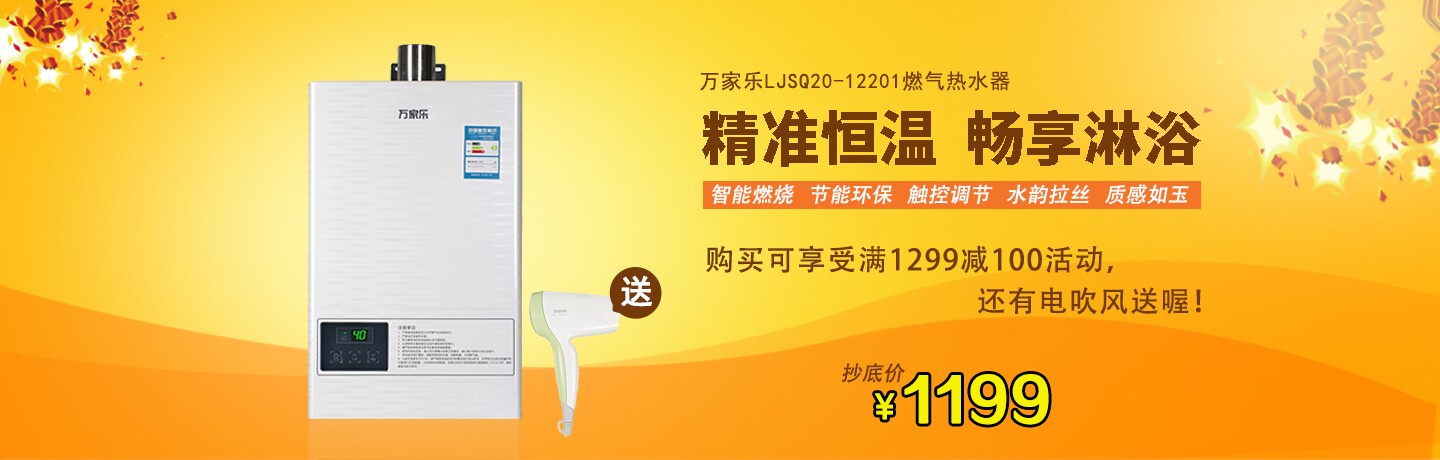 万家乐
40
送
万家乐LJSQ20-12201燃气热水器
精准恒温 畅享淋浴
智能燃烧 节能环保 触控调节 水韵拉丝 质感如玉
购买可享受满1299减100活动，
还有电吹风送喔！
抄底价
¥1199